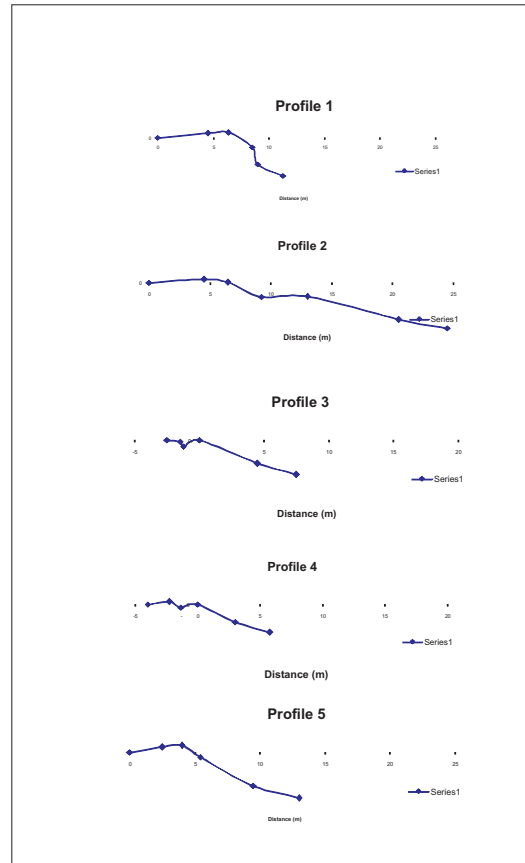 Profile 1
0
0 5 10 15 20 25
Series1
Distance (m)
Profile 2
0
0 5 10 15 20 25
Series1
Distance (m)
Profile 3
0
-5 5 10 15 20
Series1
Distance (m)
Profile 4
-5 - 0 5 10 15 20
Series1
Distance (m)
Profile 5
0 5 10 15 20 25
Series1
Distance (m)